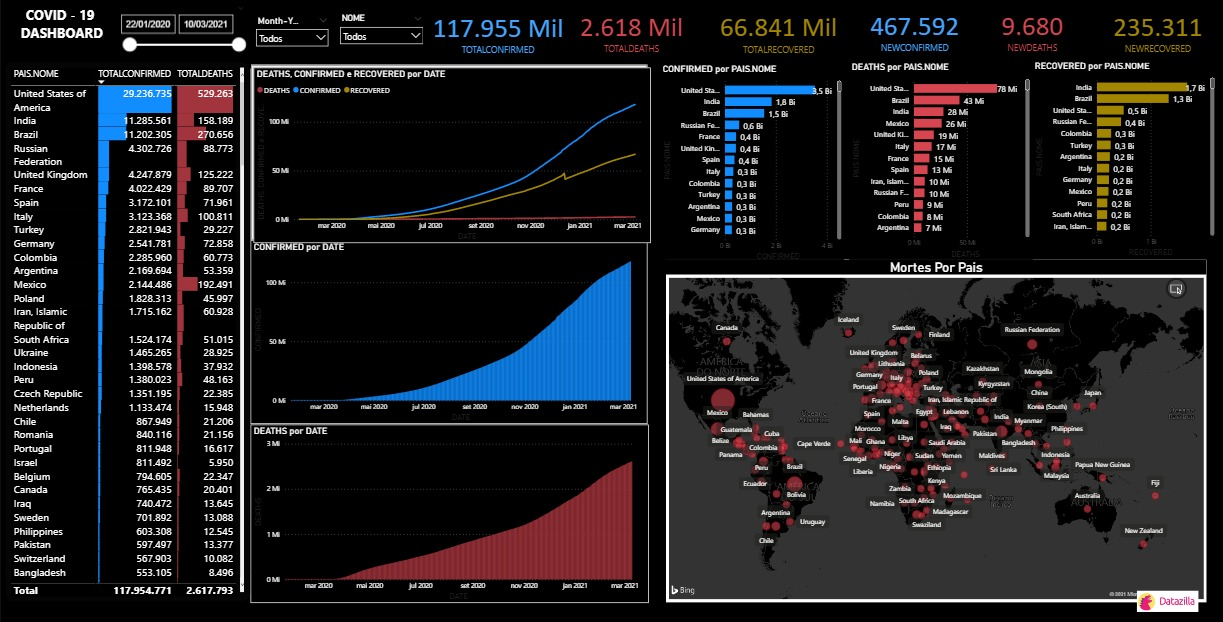 COVID - 19
DASHBOARD
22/01/2020
10/03/2021
Month-Y...
Todos
NOME
Todos
117.955 Mil
TOTALCONFIRMED
2.618 Mil
TOTALDEATHS
66.841 Mil
TOTALRECOVERED
467.592
NEWCONFIRMED
9.680
NEWDEATHS
235.311
NEWRECOVERED
PAIS.NOME TOTALCONFIRMED TOTALDEATHS
United States of
America 29.236.735 529.263
India 11.285.561 158.189
Brazil 11.202.305 270.656
Russian
Federation 4.302.726 88.773
United Kingdom 4.247.879 125.222
France 4.022.429 89.707
Spain 3.172.101 71.961
Italy 3.123.368 100.811
Turkey 2.821.943 29.227
Germany 2.541.781 72.858
Colombia 2.285.960 60.773
Argentina 2.169.694 53.359
Mexico 2.144.486 192.491
Poland 1.828.313 45.997
Iran, Islamic
Republic of 1.715.162 60.928
South Africa 1.524.174 51.015
Ukraine 1.465.265 28.925
Indonesia 1.398.578 37.932
Peru 1.380.023 48.163
Czech Republic 1.351.195 22.385
Netherlands 1.133.474 15.948
Chile 867.949 21.206
Romania 840.116 21.156
Portugal 811.948 16.617
Israel 811.492 5.950
Belgium 794.605 22.347
Canada 765.435 20.401
Iraq 740.472 13.645
Sweden 701.892 13.088
Philippines 603.308 12.545
Pakistan 597.497 13.377
Switzerland 567.903 10.082
Bangladesh 553.105 8.496
Total 117.954.771 2.617.793
DEATHS, CONFIRMED e RECOVERED por DATE
DEATHS CONFIRMED RECOVERED
100 Mi
50 Mi
0 Mi
mar 2020 mai 2020 jul 2020 set 2020 nov 2020 jan 2021 mar 2021
DATE
CONFIRMED por DATE
CONFIRMED
100 Mi
50 Mi
0 Mi
mar 2020 mai 2020 jul 2020 set 2020 nov 2020 jan 2021 mar 2021
DATE
DEATHS por DATE
DEATHS
3 Mi
2 Mi
1 Mi
0 Mi
mar 2020 mai 2020 jul 2020 set 2020 nov 2020 jan 2021 mar 2021
DATE
CONFIRMED por PAIS.NOME
PAIS.NOME
United Sta... 3,5 Bi
India 1,8 Bi
Brazil 1,5 Bi
Russian Fe... 0,6 Bi
France 0,4 Bi
United Kin... 0,4 Bi
Spain 0,4 Bi
Italy 0,3 Bi
Colombia 0,3 Bi
Turkey 0,3 Bi
Argentina 0,3 Bi
Mexico 0,3 Bi
Germany 0,3 Bi
0 Bi 2 Bi 4 Bi
CONFIRMED
DEATHS por PAIS.NOME
PAIS.NOME
United Sta... 78 Mi
Brazil 43 Mi
India 28 Mi
Mexico 26 Mi
United Ki... 19 Mi
Italy 17 Mi
France 15 Mi
Spain 13 Mi
Iran, Islam... 10 Mi
Russian F... 10 Mi
Peru 9 Mi
Colombia 8 Mi
Argentina 7 Mi
0 Mi 50 Mi
DEATHS
RECOVERED por PAIS.NOME
PAIS.NOME
India 1,7 Bi
Brazil 1,3 Bi
United Sta... 0,5 Bi
Russian Fe... 0,4 Bi
Colombia 0,3 Bi
Turkey 0,3 Bi
Argentina 0,2 Bi
Italy 0,2 Bi
Germany 0,2 Bi
Mexico 0,2 Bi
Peru 0,2 Bi
South Africa 0,2 Bi
Iran, Islam... 0,2 Bi
0 Bi 1 Bi
RECOVERED
Mortes Por Pais
Iceland
Canada
Sweden
Finland
Russian Federation
United Kingdom
Belarus
AMÉRICA
DO NORTE
Lithuania
ÁSIA
Kazakhstan
Mongolia
Germany
Italy
Poland
United States of America
Portugal
Turkey
Kyrgyzstan
China
Japan
France
Iran, Islamic Republic of
Korea (South)
Mexico
Bahamas
Spain
Egypt
Lebanon
India
Myanmar
Guatemala
Cuba
Malta
Morocco
Iraq
Pakistan
Philippines
Belize
Colombia
Cape Verde
Mali
Ghana
Libya
Saudi Arabia
Bangladesh
Panama
Senegal
Niger
Sudan
Yemen
Maldives
Indonesia
Peru
Brazil
Liberia
Nigeria
Ethiopia
Sri Lanka
Malaysia
Papua New Guinea
Ecuador
Kenya
AMÉRICA
Bolivia
Zambia
Mozambique
Australia
Fiji
Namibia
South Africa
AUSTRALIA
Argentina
Madagascar
Uruguay
Swaziland
New Zealand
Chile
Bing
Datazilla